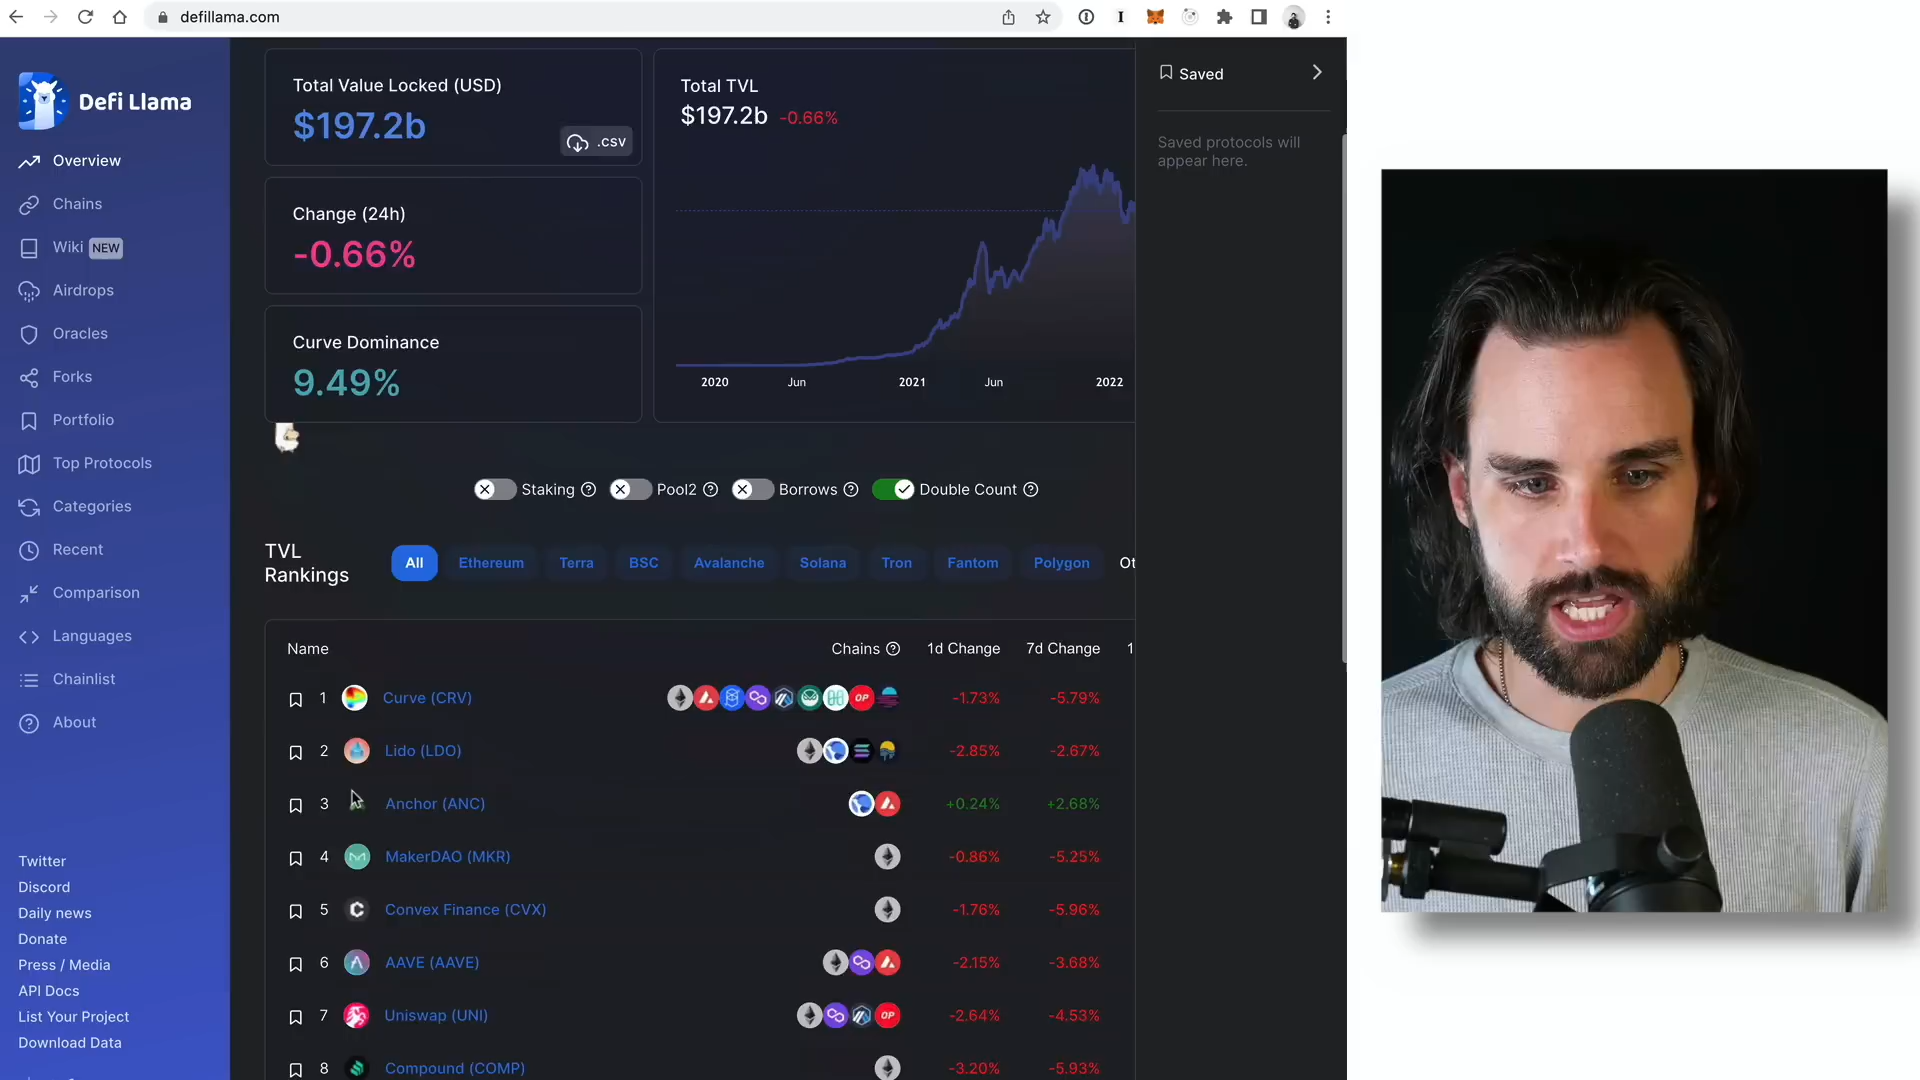 defillama.com
Defi Llama
Overview
Chains
Wiki NEW
Airdrops
Oracles
Forks
Portfolio
Top Protocols
Categories
Recent
Comparison
Languages
Chainlist
About
Twitter
Discord
Daily news
Donate
Press / Media
API Docs
List Your Project
Download Data
Total Value Locked (USD)
$197.2b
.csv
Change (24h)
-0.66%
Curve Dominance
9.49%
Total TVL
$197.2b -0.66%
2020 Jun 2021 Jun 2022
Saved
Saved protocols will
appear here.
Staking Pool2 Borrows Double Count
TVL
Rankings
All Ethereum Terra BSC Avalanche Solana Tron Fantom Polygon Ot
Name Chains 1d Change 7d Change 1
1 Curve (CRV) OP -1.73% -5.79%
2 Lido (LDO) -2.85% -2.67%
3 Anchor (ANC) +0.24% +2.68%
4 MakerDAO (MKR) -0.86% -5.25%
5 Convex Finance (CVX) -1.76% -5.96%
6 AAVE (AAVE) -2.15% -3.68%
7 Uniswap (UNI) OP -2.64% -4.53%
8 Compound (COMP) -3.20% -5.93%